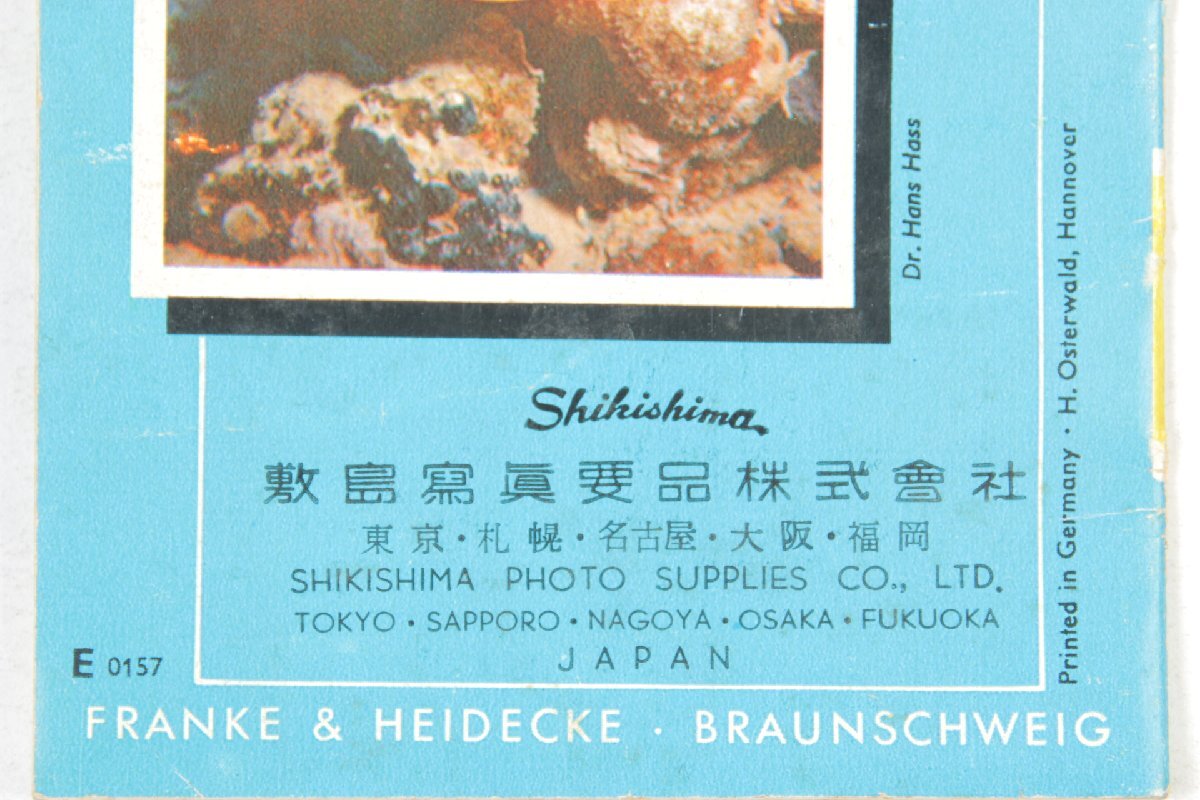 Dr. Hans Hass
Printed in Germany · H. Osterwald, Hannover
Shikishima
敷島寫眞要品株式會社
東京・札幌・名古屋・大阪・福岡
SHIKISHIMA PHOTO SUPPLIES CO., LTD.
TOKYO • SAPPORO • NAGOYA • OSAKA • FUKUOKA
JAPAN
E 0157
FRANKE & HEIDECKE · BRAUNSCHWEIG